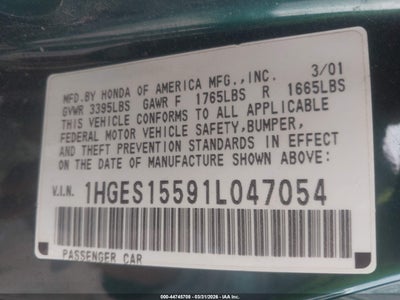 MFD.BY HONDA OF AMERICA MFG.,INC. 3/01
GVWR 3395LBS GAWR F 1765LBS R 1665LBS
THIS VEHICLE CONFORMS TO ALL APPLICABLE
FEDERAL MOTOR VEHICLE SAFETY,BUMPER,
AND THEFT PREVENTION STANDARDS IN EFFECT
ON THE DATE OF MANUFACTURE SHOWN ABOVE:
V.I.N. 1HGES15591L047054
PASSENGER CAR
000-44745708 - 03/31/2026 - 0000